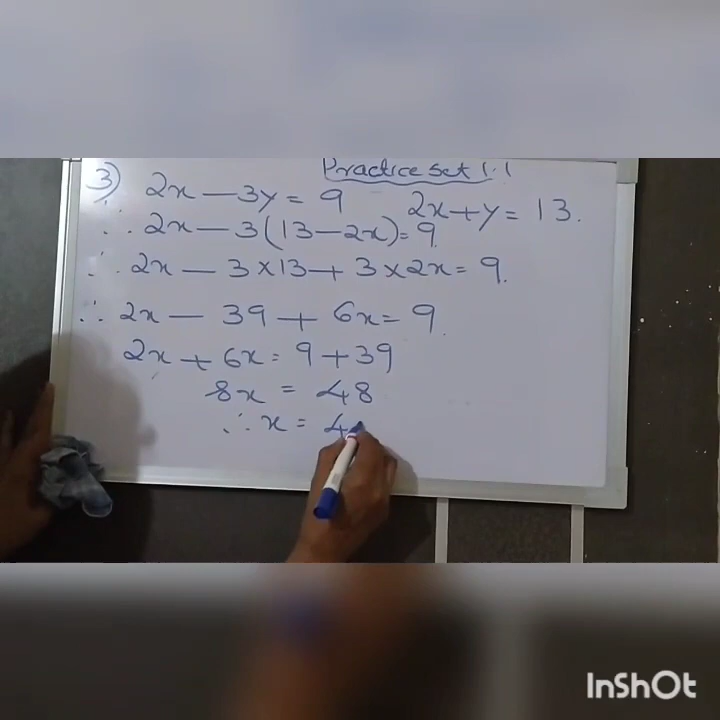 Practice Set 1.1
3) 2x - 3y = 9 2x + y = 13.
∴ 2x - 3(13 - 2x) = 9.
∴ 2x - 3 × 13 + 3 × 2x = 9.
∴ 2x - 39 + 6x = 9.
2x + 6x = 9 + 39
8x = 48
∴ x = 4
InShOt